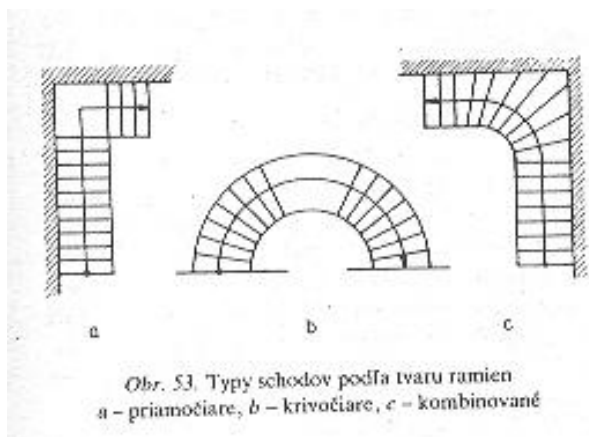 a b c
Obr. 53. Typy schodov podľa tvaru ramien
a – priamočiare, b – krivočiare, c – kombinované